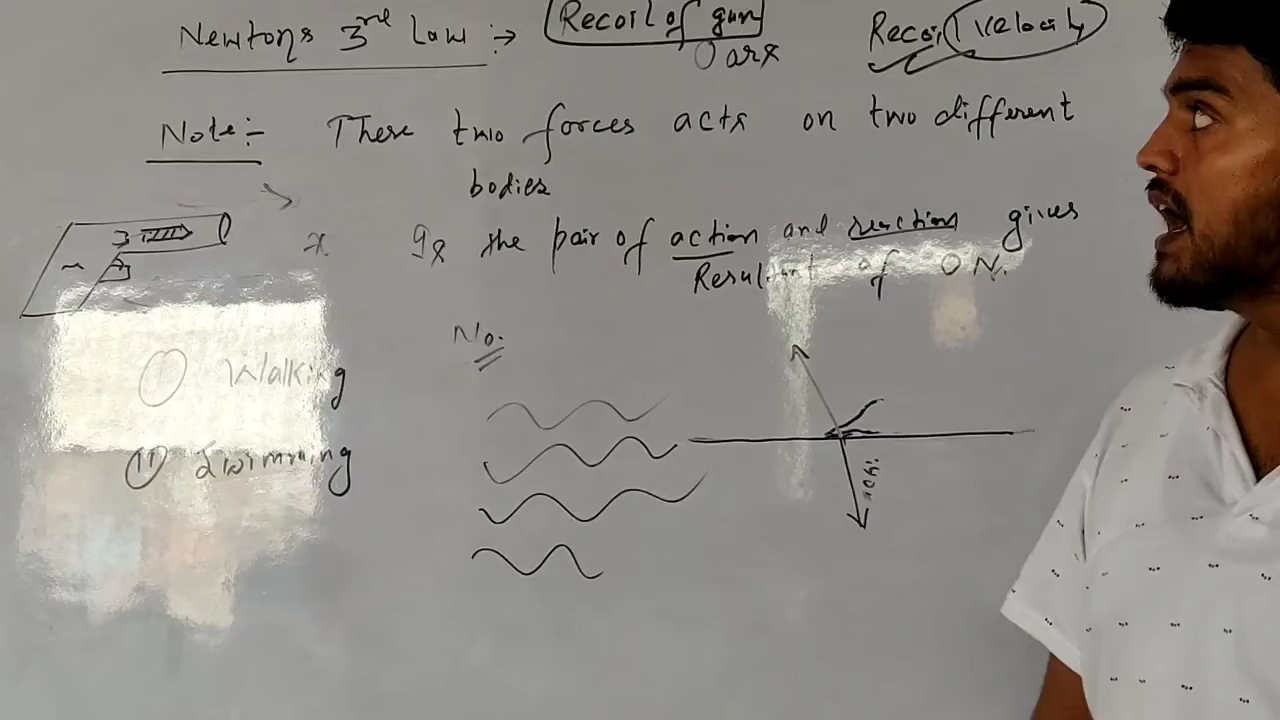 Newtons 3rd Law :→ Recoil of gun Recoil velocity
Note :- These two forces acts on two different
bodies
Is the pair of action and reaction gives
Resultant of 0 N.
No.
Walking
(11) Swimming